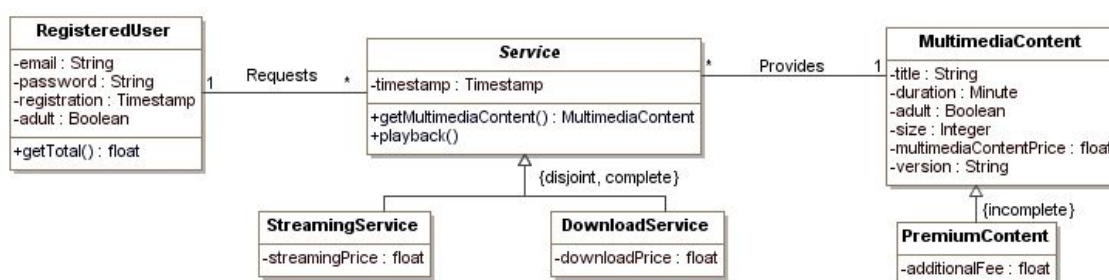 RegisteredUser
-email : String
-password : String
-registration : Timestamp
-adult : Boolean
+getTotal() : float
1
Requests
*
Service
-timestamp : Timestamp
+getMultimediaContent() : MultimediaContent
+playback()
*
Provides
1
MultimediaContent
-title : String
-duration : Minute
-adult : Boolean
-size : Integer
-multimediaContentPrice : float
-version : String
{disjoint, complete}
{incomplete}
StreamingService
-streamingPrice : float
DownloadService
-downloadPrice : float
PremiumContent
-additionalFee : float